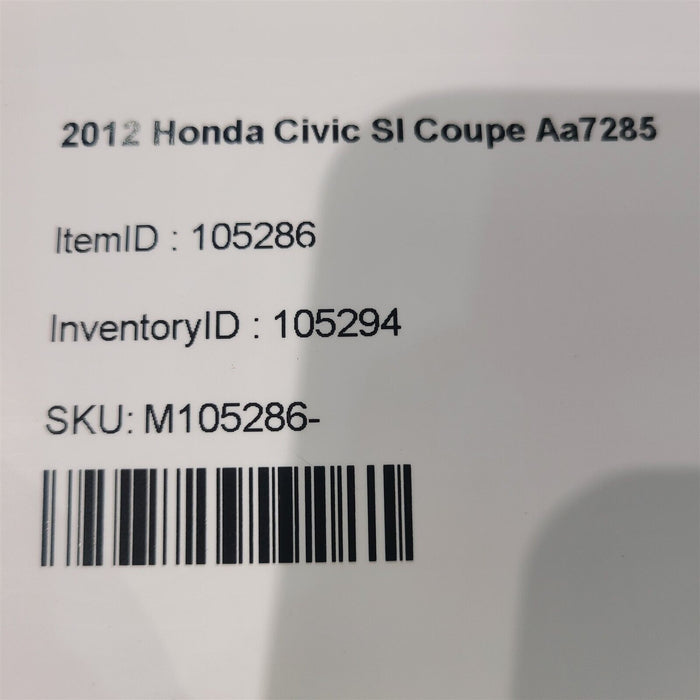 2012 Honda Civic SI Coupe Aa7285
ItemID : 105286
InventoryID : 105294
SKU: M105286-